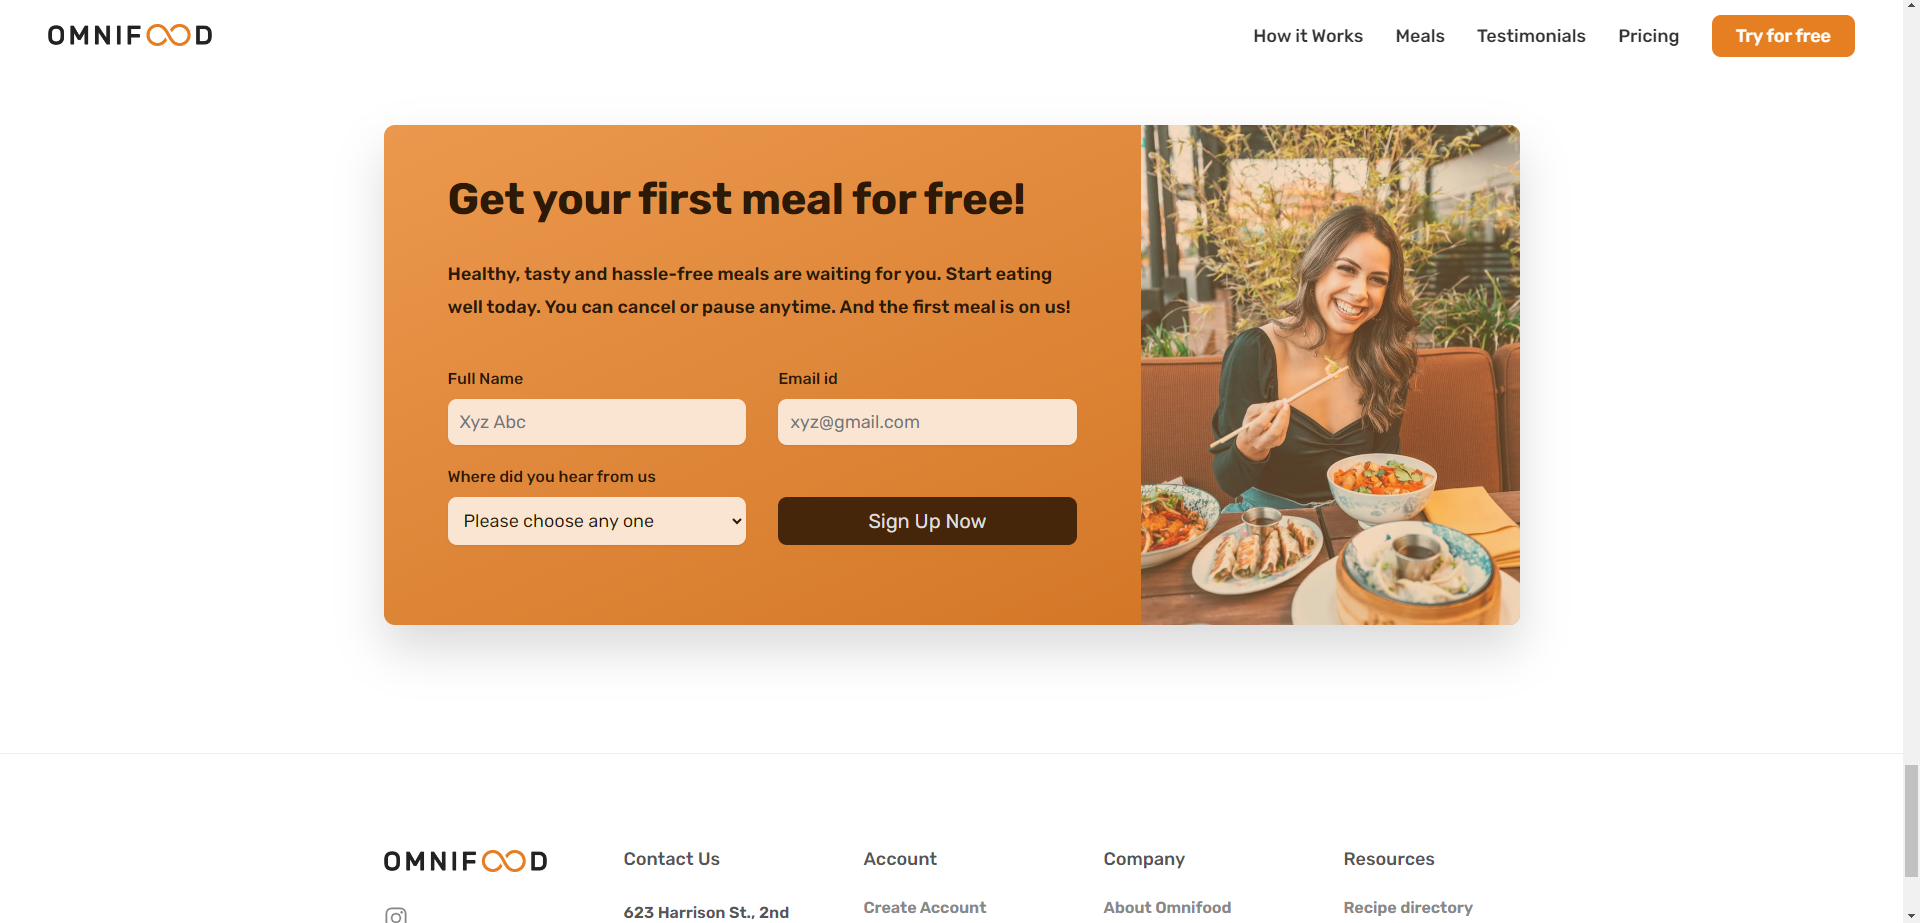 OMNIFOOD
How it Works
Meals
Testimonials
Pricing
Try for free
Get your first meal for free!
Healthy, tasty and hassle-free meals are waiting for you. Start eating
well today. You can cancel or pause anytime. And the first meal is on us!
Full Name
Email id
Xyz Abc
xyz@gmail.com
Where did you hear from us
Please choose any one
Sign Up Now
OMNIFOOD
Contact Us
Account
Company
Resources
623 Harrison St., 2nd
Create Account
About Omnifood
Recipe directory